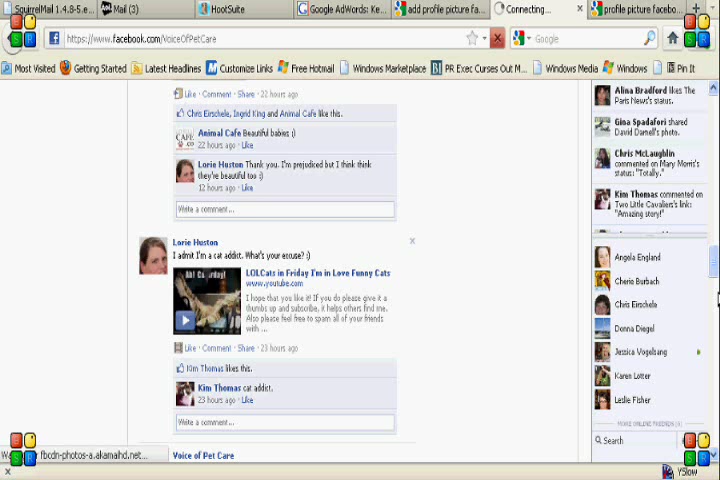 SquirrelMail 1.4.8-5.e...
Mail (3)
HootSuite
Google AdWords: Ke...
add profile picture fa...
Connecting...
profile picture facebo...
https://www.facebook.com/VoiceOfPetCare
Google
Most Visited
Getting Started
Latest Headlines
Customize Links
Free Hotmail
Windows Marketplace
PR Exec Curses Out M...
Windows Media
Windows
Pin It
Like · Comment · Share · 22 hours ago
Chris Eirschele, Ingrid King and Animal Cafe like this.
Animal Cafe Beautiful babies :)
22 hours ago · Like
Lorie Huston Thank you. I'm prejudiced but I think think
they're beautiful too :)
12 hours ago · Like
Write a comment...
Lorie Huston
I admit I'm a cat addict. What's your excuse? :)
LOLCats in Friday I'm in Love Funny Cats
www.youtube.com
I hope that you like it! If you do please give it a
thumbs up and subscribe, it helps others find me.
Also please feel free to spam all of your friends
with ...
Like · Comment · Share · 23 hours ago
Kim Thomas likes this.
Kim Thomas cat addist.
23 hours ago · Like
Write a comment...
Voice of Pet Care
Alina Bradford likes The
Paris News's status.
Gina Spadafori shared
David Darnell's photo.
Chris McLaughlin
commented on Mary Morris's
status: "Totally."
Kim Thomas commented on
Two Little Cavaliers's link:
"Amazing story!"
Angela England
Cherie Burbach
Chris Eirschele
Donna Diegel
Jessica Vogelsang
Karen Lotter
Leslie Fisher
MORE ONLINE FRIENDS (4)
Search
fbcdn-photos-a.akamaihd.net...
YSlow